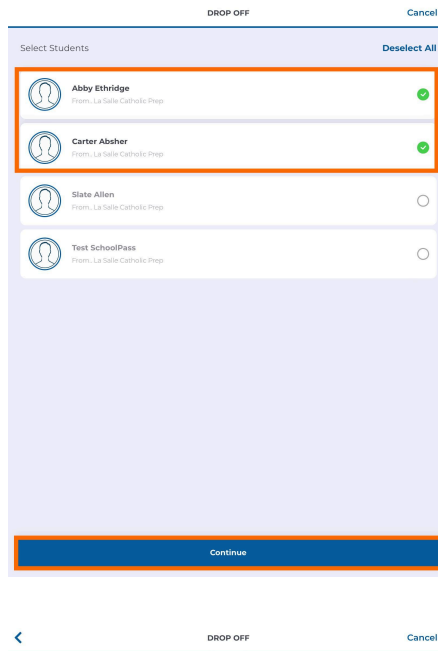 DROP OFF Cancel
Select Students Deselect All
Abby Ethridge
From.. La Salle Catholic Prep
Carter Absher
From.. La Salle Catholic Prep
Slate Allen
From.. La Salle Catholic Prep
Test SchoolPass
From.. La Salle Catholic Prep
Continue
DROP OFF Cancel